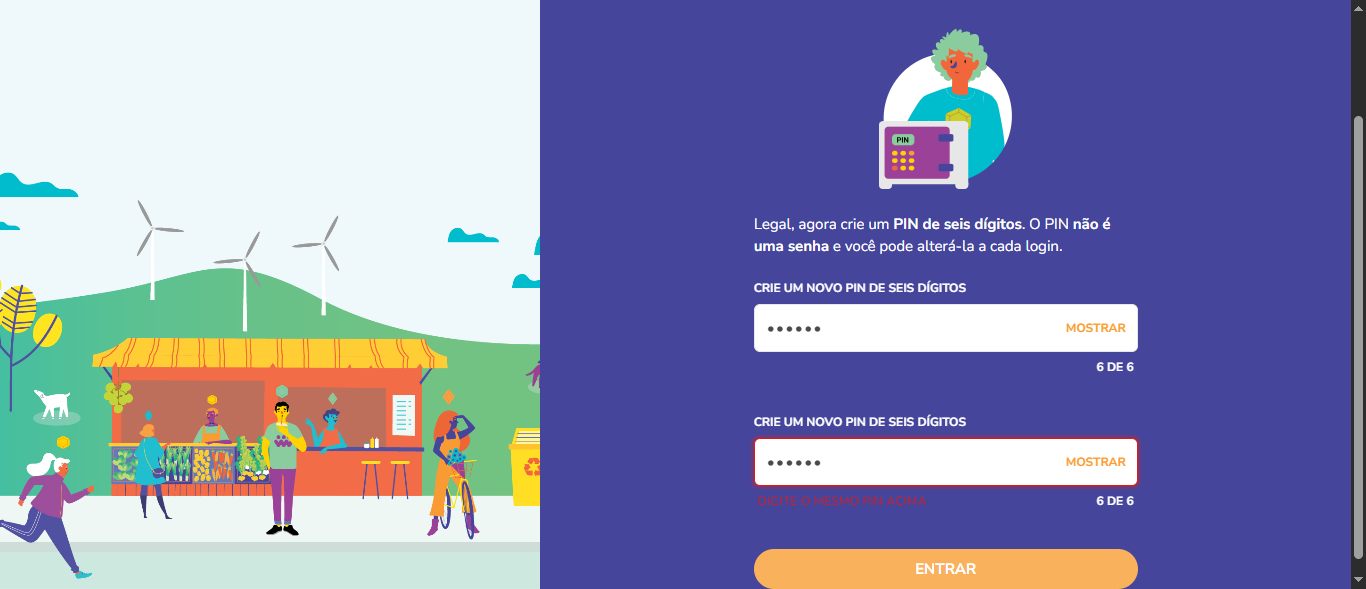 PIN
Legal, agora crie um PIN de seis dígitos. O PIN não é
uma senha e você pode alterá-la a cada login.
CRIE UM NOVO PIN DE SEIS DÍGITOS
•••••• MOSTRAR
6 DE 6
CRIE UM NOVO PIN DE SEIS DÍGITOS
•••••• MOSTRAR
DIGITE O MESMO PIN ACIMA 6 DE 6
ENTRAR